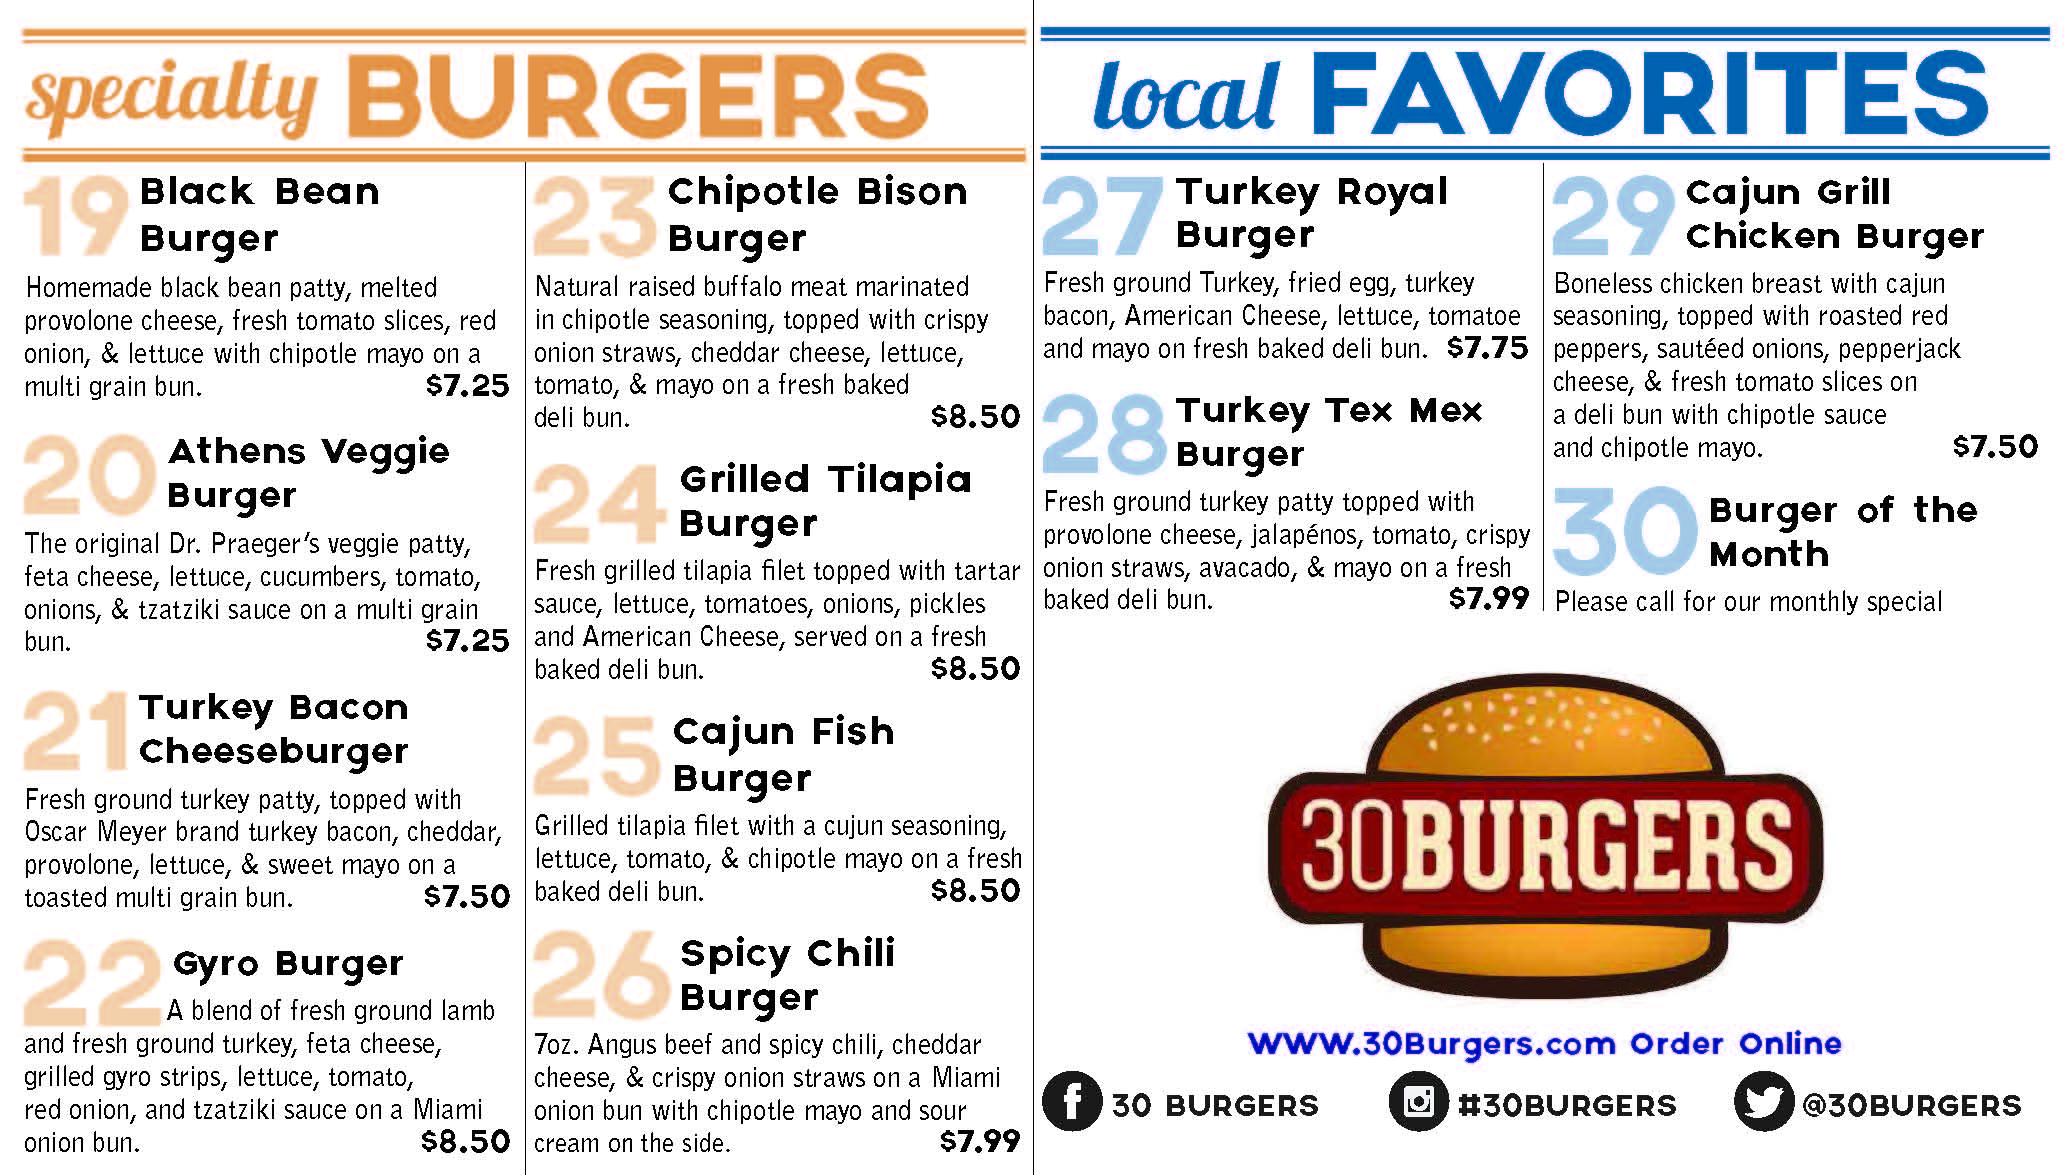 specialty BURGERS
19 Black Bean
Burger
Homemade black bean patty, melted
provolone cheese, fresh tomato slices, red
onion, & lettuce with chipotle mayo on a
multi grain bun. $7.25
20 Athens Veggie
Burger
The original Dr. Praeger's veggie patty,
feta cheese, lettuce, cucumbers, tomato,
onions, & tzatziki sauce on a multi grain
bun. $7.25
21 Turkey Bacon
Cheeseburger
Fresh ground turkey patty, topped with
Oscar Meyer brand turkey bacon, cheddar,
provolone, lettuce, & sweet mayo on a
toasted multi grain bun. $7.50
22 Gyro Burger
A blend of fresh ground lamb
and fresh ground turkey, feta cheese,
grilled gyro strips, lettuce, tomato,
red onion, and tzatziki sauce on a Miami
onion bun. $8.50
23 Chipotle Bison
Burger
Natural raised buffalo meat marinated
in chipotle seasoning, topped with crispy
onion straws, cheddar cheese, lettuce,
tomato, & mayo on a fresh baked
deli bun. $8.50
24 Grilled Tilapia
Burger
Fresh grilled tilapia filet topped with tartar
sauce, lettuce, tomatoes, onions, pickles
and American Cheese, served on a fresh
baked deli bun. $8.50
25 Cajun Fish
Burger
Grilled tilapia filet with a cujun seasoning,
lettuce, tomato, & chipotle mayo on a fresh
baked deli bun. $8.50
26 Spicy Chili
Burger
7oz. Angus beef and spicy chili, cheddar
cheese, & crispy onion straws on a Miami
onion bun with chipotle mayo and sour
cream on the side. $7.99
local FAVORITES
27 Turkey Royal
Burger
Fresh ground Turkey, fried egg, turkey
bacon, American Cheese, lettuce, tomatoe
and mayo on fresh baked deli bun. $7.75
28 Turkey Tex Mex
Burger
Fresh ground turkey patty topped with
provolone cheese, jalapénos, tomato, crispy
onion straws, avacado, & mayo on a fresh
baked deli bun. $7.99
29 Cajun Grill
Chicken Burger
Boneless chicken breast with cajun
seasoning, topped with roasted red
peppers, sautéed onions, pepperjack
cheese, & fresh tomato slices on
a deli bun with chipotle sauce
and chipotle mayo. $7.50
30 Burger of the
Month
Please call for our monthly special
30BURGERS
WWW.30Burgers.com Order Online
f 30 BURGERS #30BURGERS @30BURGERS